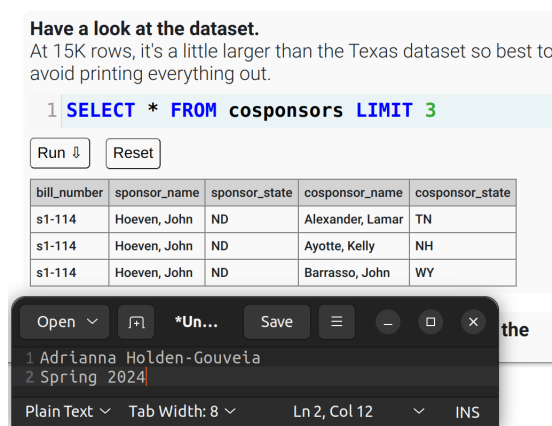 Have a look at the dataset.
At 15K rows, it's a little larger than the Texas dataset so best to
avoid printing everything out.
1 SELECT * FROM cosponsors LIMIT 3
Run ⇩ Reset
bill_number sponsor_name sponsor_state cosponsor_name cosponsor_state
s1-114 Hoeven, John ND Alexander, Lamar TN
s1-114 Hoeven, John ND Ayotte, Kelly NH
s1-114 Hoeven, John ND Barrasso, John WY
the
Open *Un... Save
1 Adrianna Holden-Gouveia
2 Spring 2024
Plain Text Tab Width: 8 Ln 2, Col 12 INS